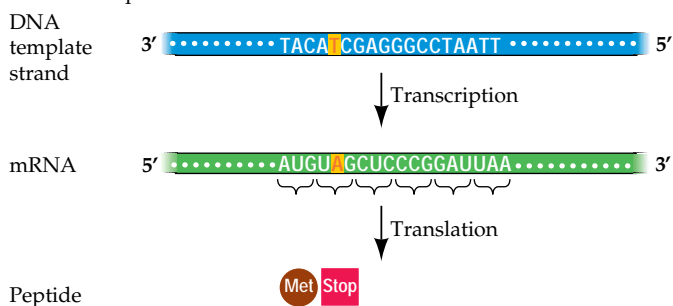 DNA
template
strand
3′ TACATCGAGGGCCTAATT 5′
Transcription
mRNA 5′ AUGUAGCUCCCGGAUUAA 3′
Translation
Peptide Met Stop